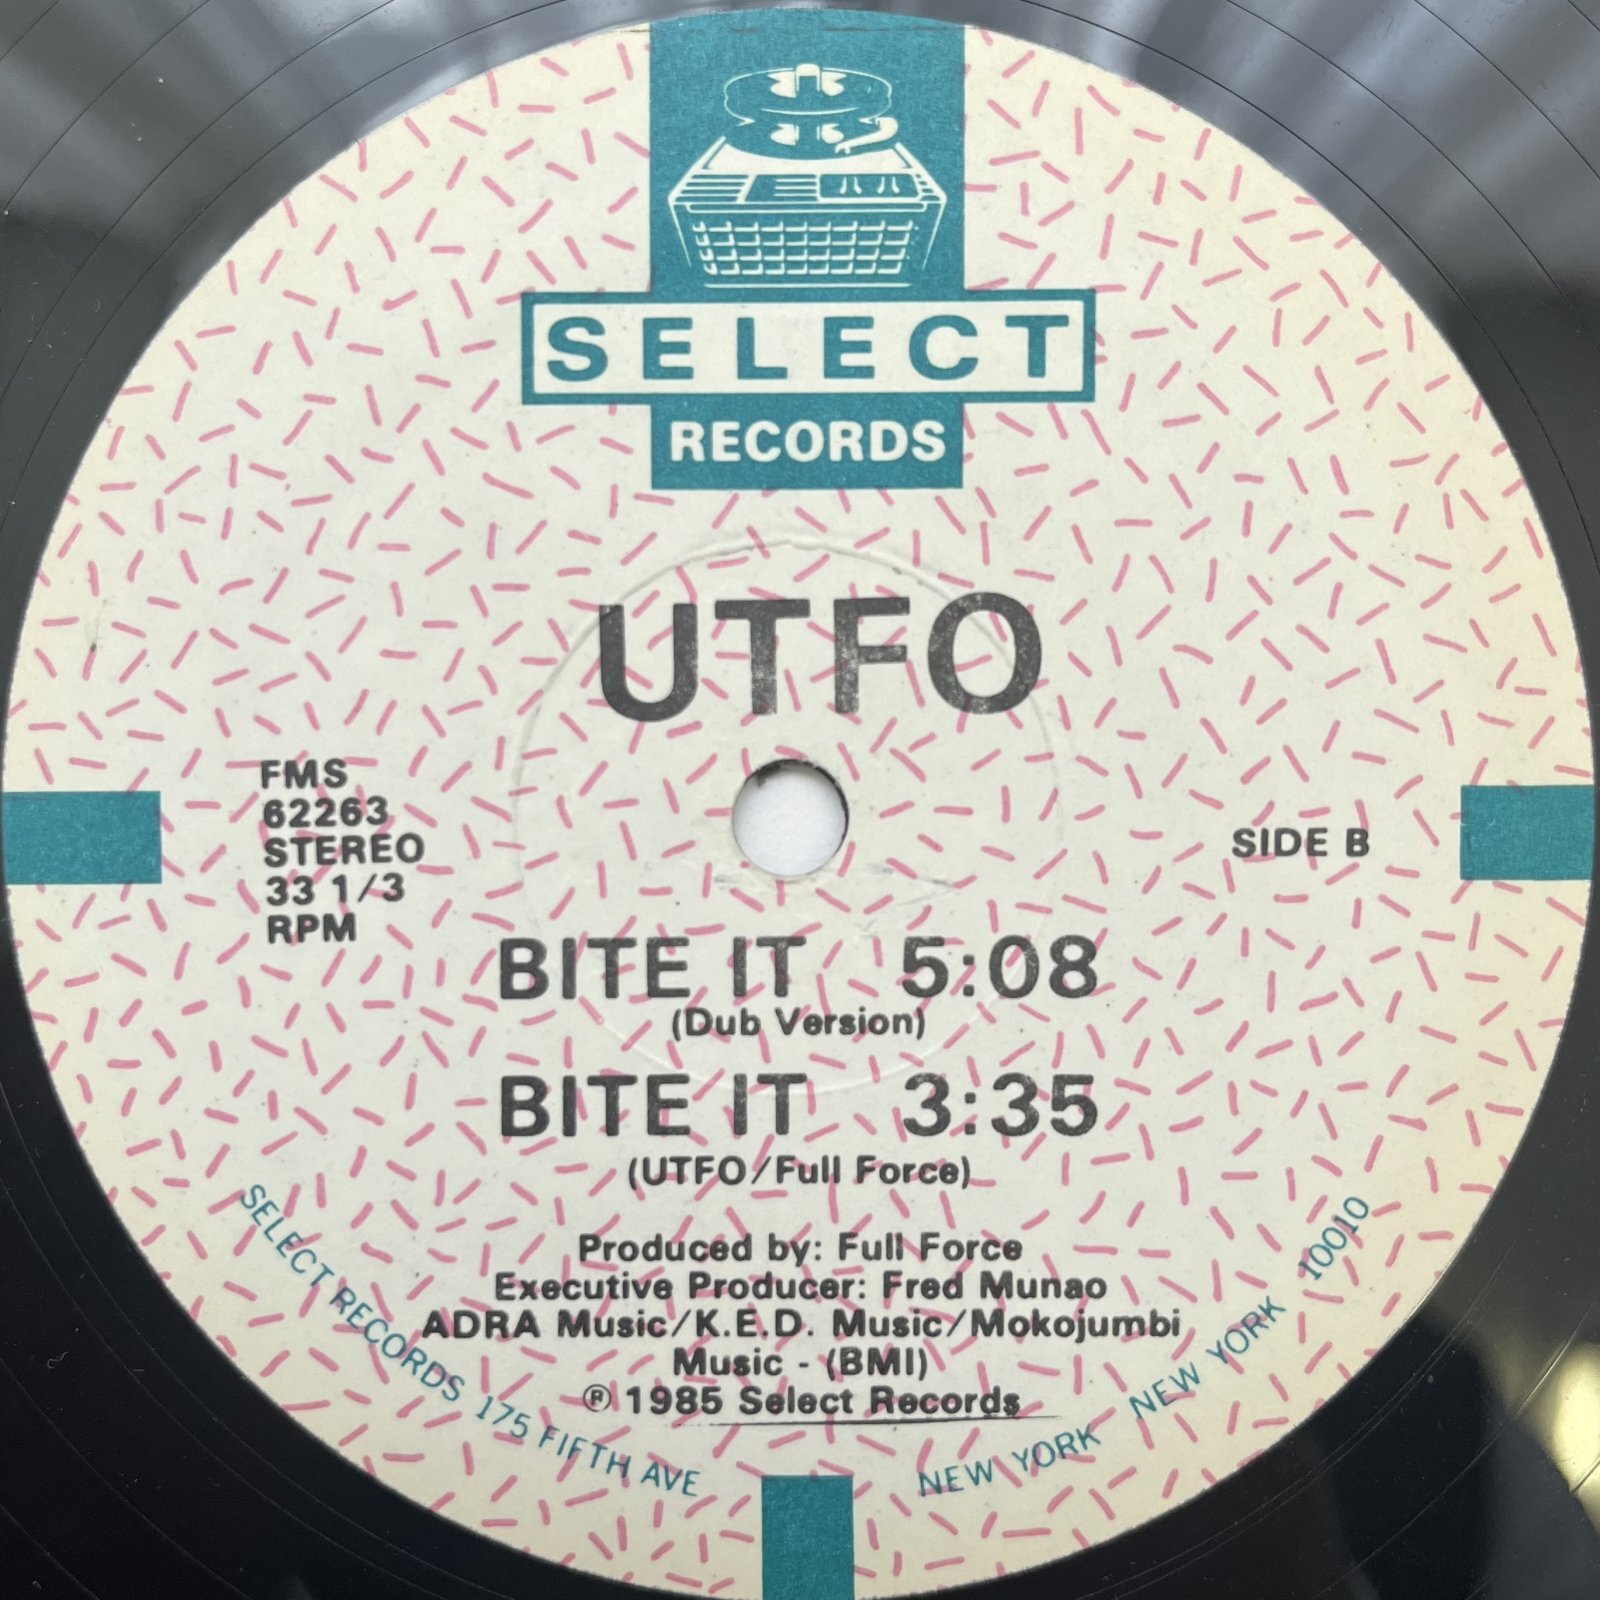 SELECT
RECORDS
UTFO
FMS
62263
STEREO
33 1/3
RPM
SIDE B
BITE IT 5:08
(Dub Version)
BITE IT 3:35
(UTFO/Full Force)
Produced by: Full Force
Executive Producer: Fred Munao
ADRA Music/K.E.D. Music/Mokojumbi
Music - (BMI)
® 1985 Select Records
SELECT RECORDS 175 FIFTH AVE NEW YORK NEW YORK 10010